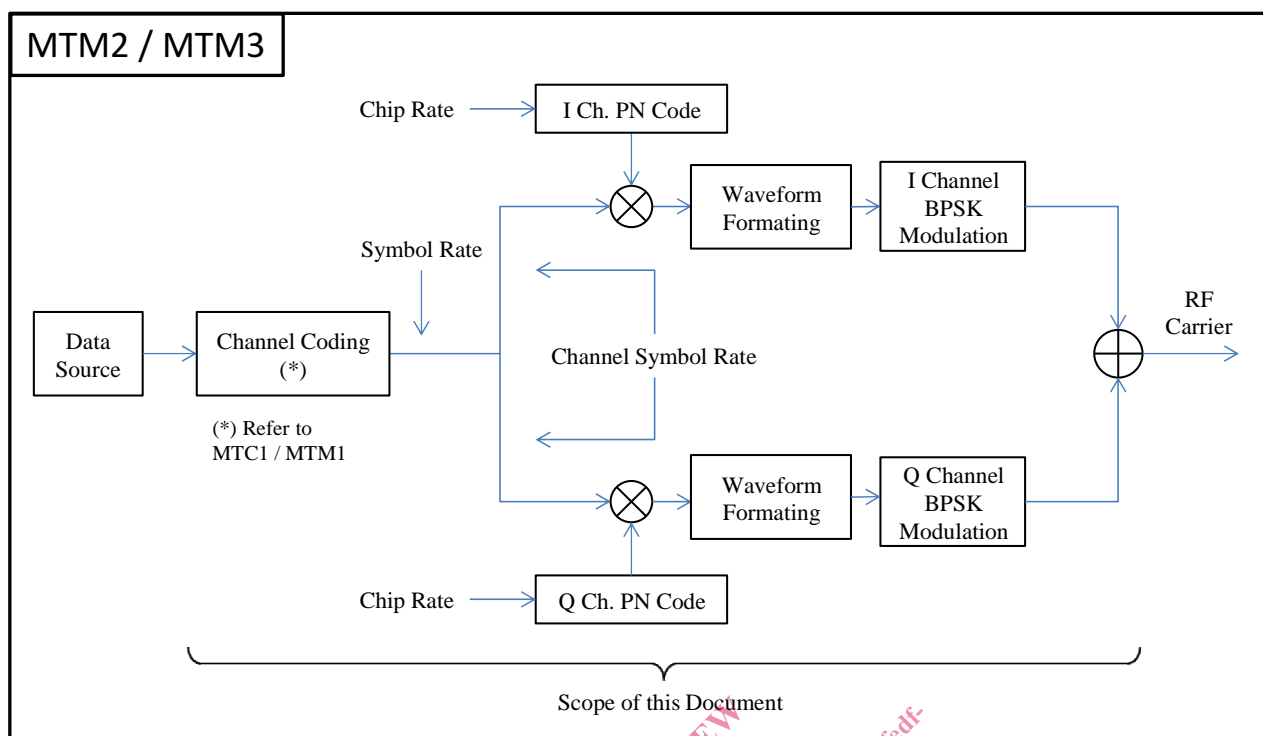 MTM2 / MTM3
Chip Rate
I Ch. PN Code
Waveform
Formating
I Channel
BPSK
Modulation
Symbol Rate
RF
Carrier
Data
Source
Channel Coding
(*)
Channel Symbol Rate
(*) Refer to
MTC1 / MTM1
Waveform
Formating
Q Channel
BPSK
Modulation
Chip Rate
Q Ch. PN Code
Scope of this Document